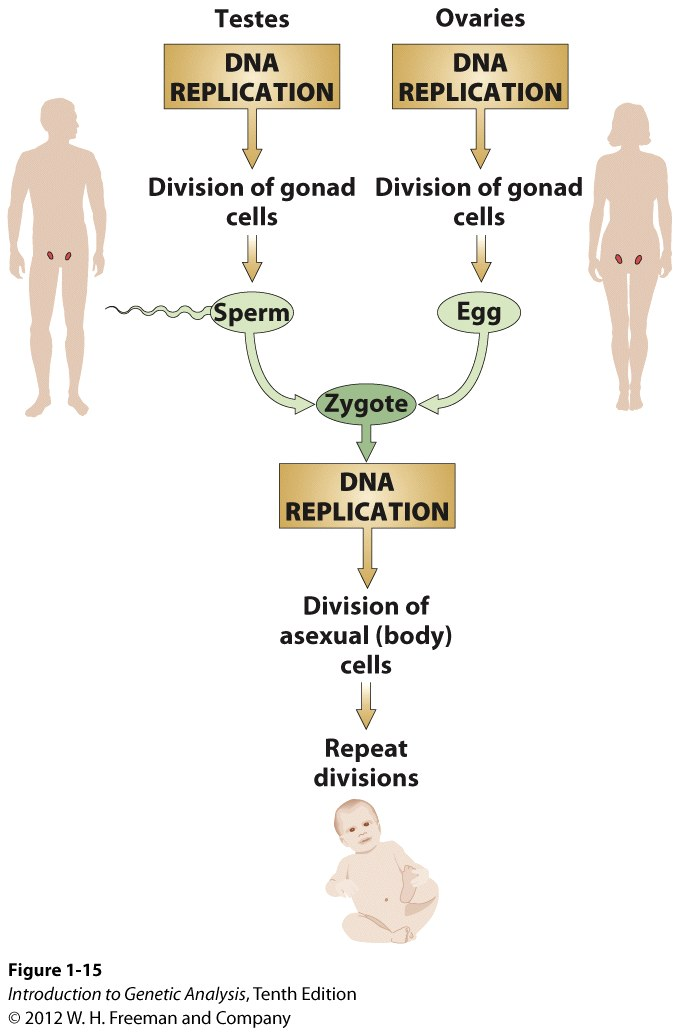 Testes
Ovaries
DNA
REPLICATION
DNA
REPLICATION
Division of gonad
cells
Division of gonad
cells
Sperm
Egg
Zygote
DNA
REPLICATION
Division of
asexual (body)
cells
Repeat
divisions
Figure 1-15
Introduction to Genetic Analysis, Tenth Edition
© 2012 W. H. Freeman and Company